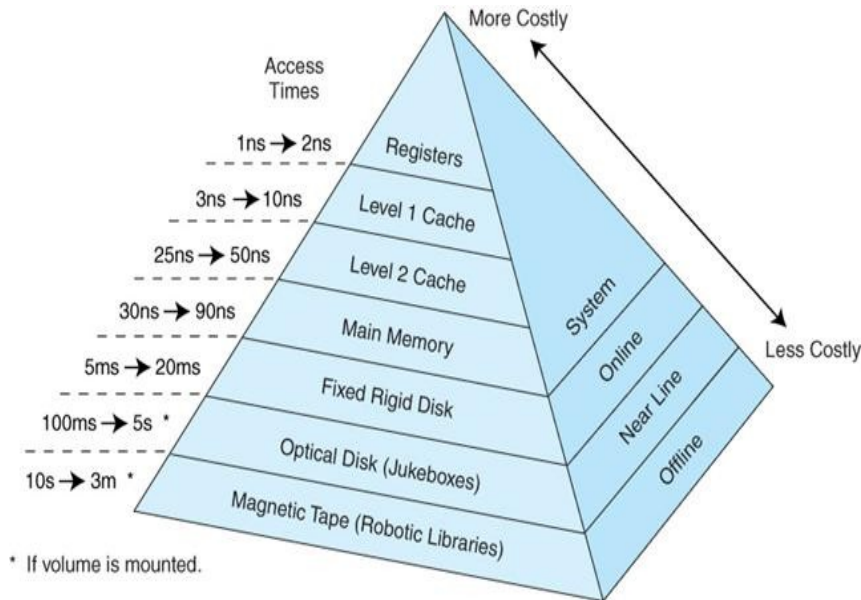 More Costly
Access
Times
1ns → 2ns
Registers
3ns → 10ns
Level 1 Cache
25ns → 50ns
Level 2 Cache
System
30ns → 90ns
Main Memory
Online
Less Costly
5ms → 20ms
Fixed Rigid Disk
Near Line
100ms → 5s *
Optical Disk (Jukeboxes)
Offline
10s → 3m *
Magnetic Tape (Robotic Libraries)
* If volume is mounted.